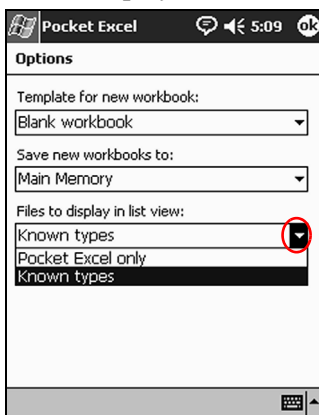 Pocket Excel 5:09 ok
Options
Template for new workbook:
Blank workbook
Save new workbooks to:
Main Memory
Files to display in list view:
Known types
Pocket Excel only
Known types